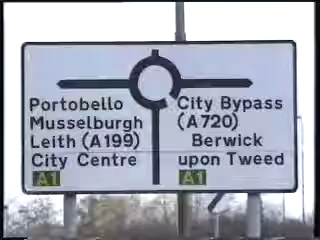 Portobello
Musselburgh
Leith (A199)
City Centre
A1
City Bypass
(A720)
Berwick
upon Tweed
A1